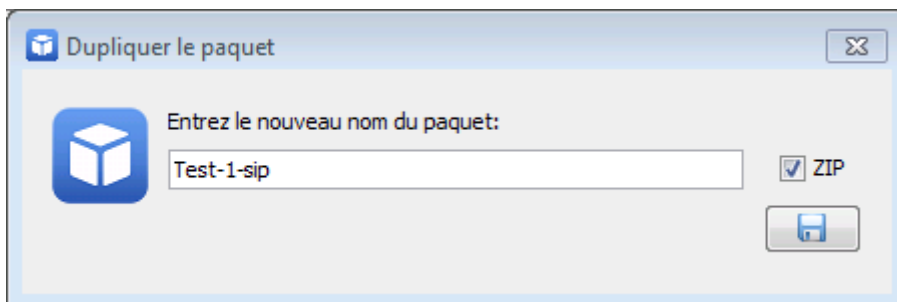 Dupliquer le paquet
Entrez le nouveau nom du paquet:
Test-1-sip
ZIP